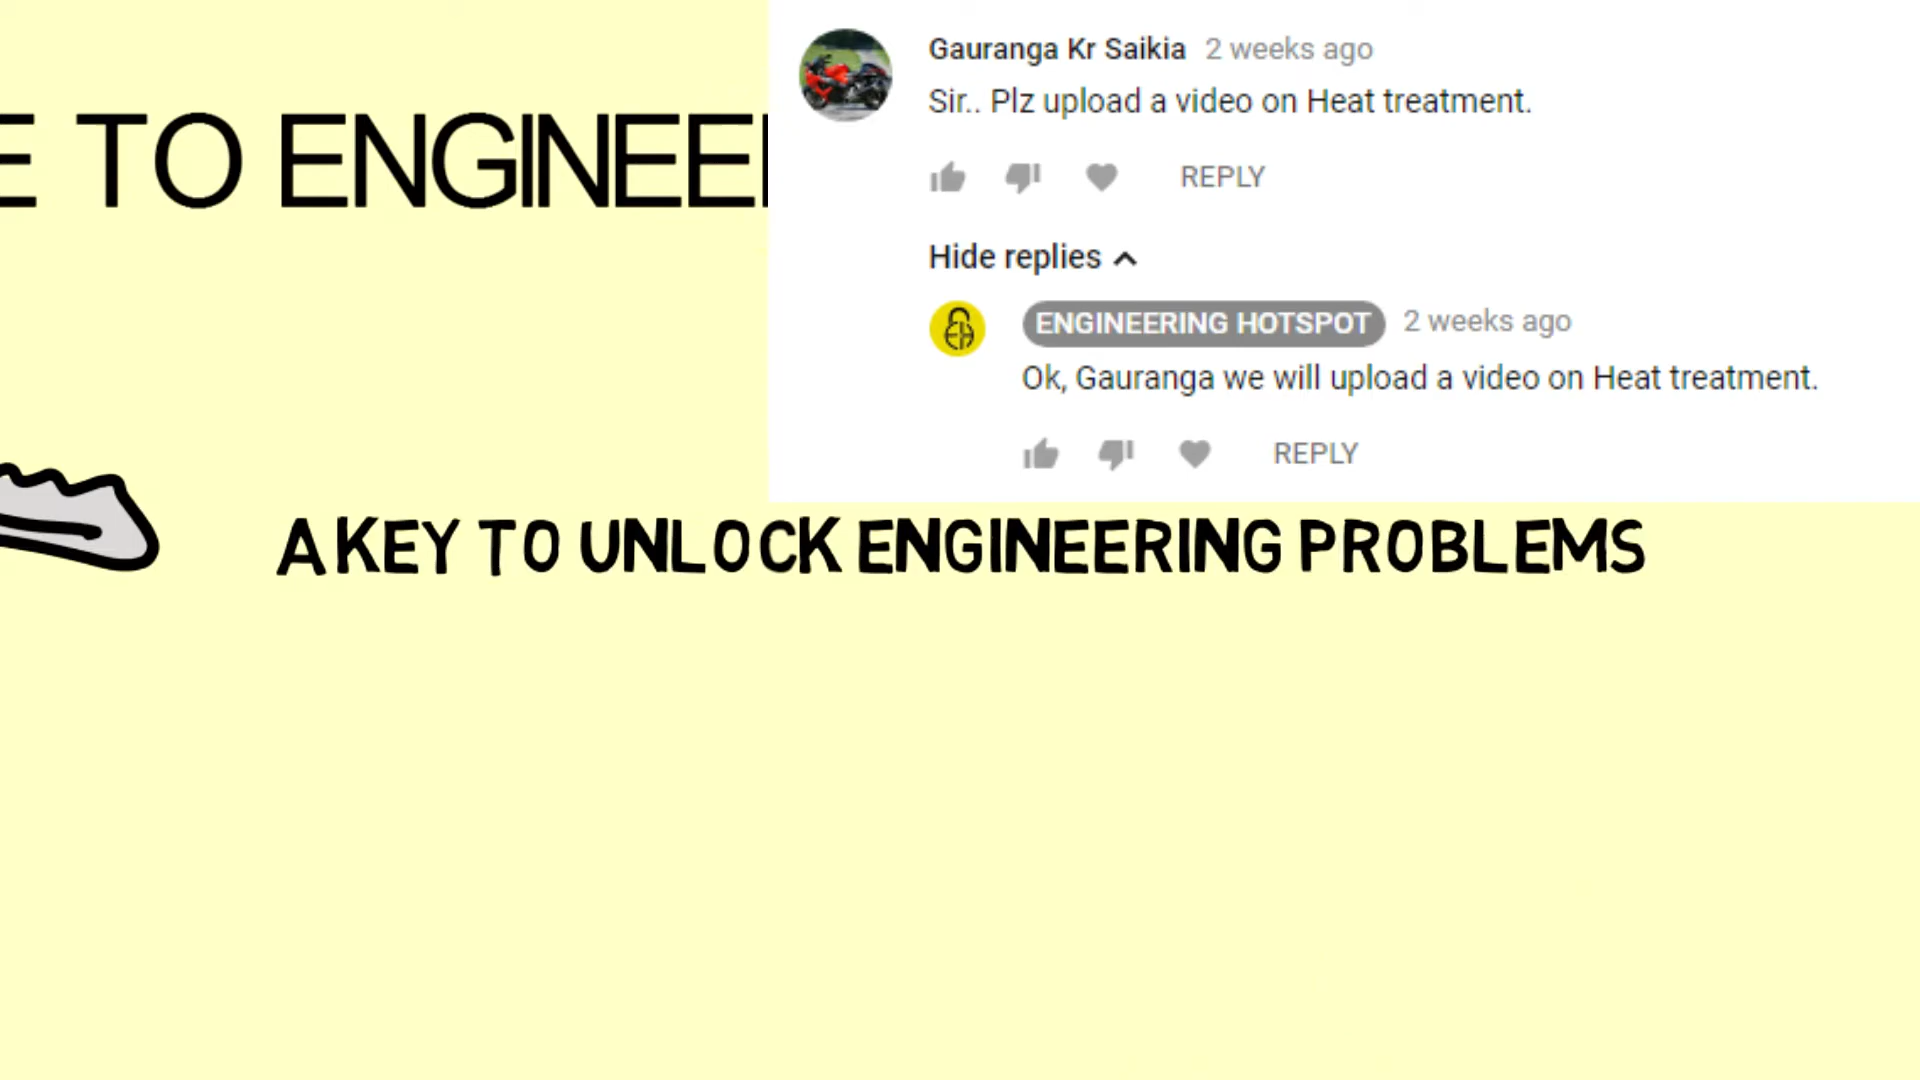 E TO ENGINEE
Gauranga Kr Saikia 2 weeks ago
Sir.. Plz upload a video on Heat treatment.
REPLY
Hide replies
ENGINEERING HOTSPOT 2 weeks ago
Ok, Gauranga we will upload a video on Heat treatment.
REPLY
A KEY TO UNLOCK ENGINEERING PROBLEMS